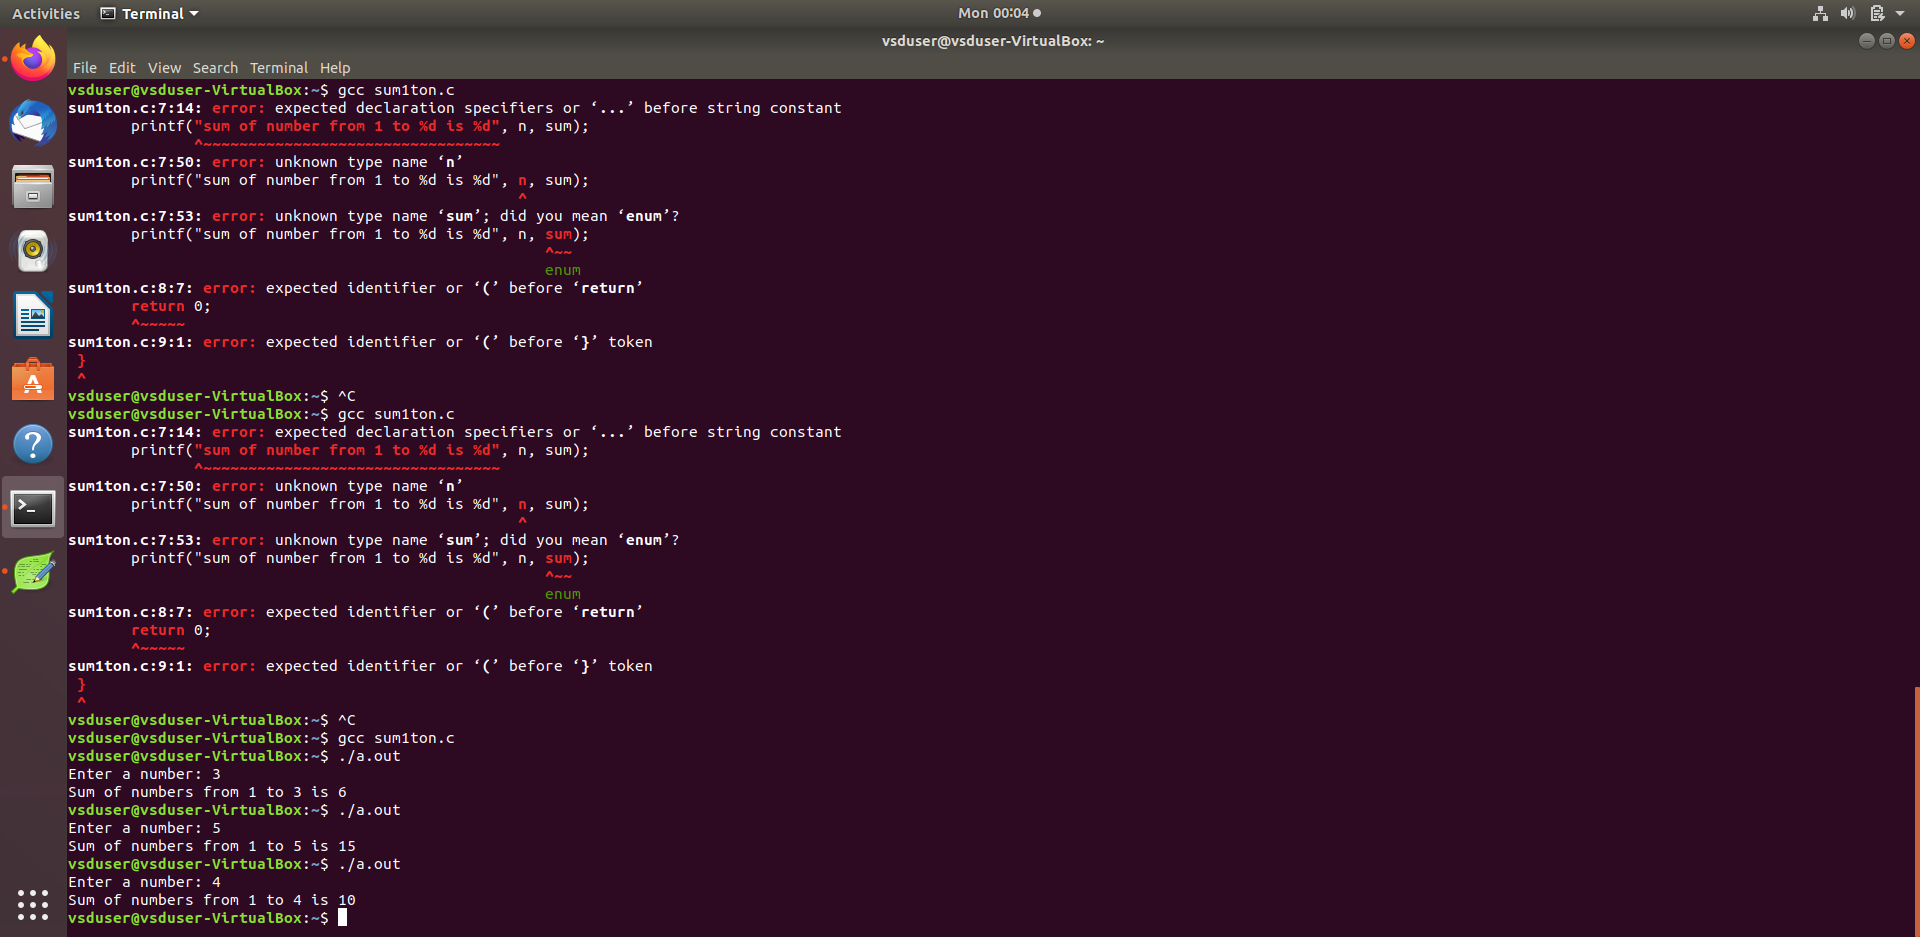 Activities Terminal Mon 00:04
vsduser@vsduser-VirtualBox: ~
File Edit View Search Terminal Help
vsduser@vsduser-VirtualBox:~$ gcc sum1ton.c
sum1ton.c:7:14: error: expected declaration specifiers or ‘...’ before string constant
printf("sum of number from 1 to %d is %d", n, sum);
^~~~~~~~~~~~~~~~~~~~~~~~~~~~~~~~~~
sum1ton.c:7:50: error: unknown type name ‘n’
printf("sum of number from 1 to %d is %d", n, sum);
^
sum1ton.c:7:53: error: unknown type name ‘sum’; did you mean ‘enum’?
printf("sum of number from 1 to %d is %d", n, sum);
^~~
enum
sum1ton.c:8:7: error: expected identifier or ‘(’ before ‘return’
return 0;
^~~~~~
sum1ton.c:9:1: error: expected identifier or ‘(’ before ‘}’ token
}
^
vsduser@vsduser-VirtualBox:~$ ^C
vsduser@vsduser-VirtualBox:~$ gcc sum1ton.c
sum1ton.c:7:14: error: expected declaration specifiers or ‘...’ before string constant
printf("sum of number from 1 to %d is %d", n, sum);
^~~~~~~~~~~~~~~~~~~~~~~~~~~~~~~~~~
sum1ton.c:7:50: error: unknown type name ‘n’
printf("sum of number from 1 to %d is %d", n, sum);
^
sum1ton.c:7:53: error: unknown type name ‘sum’; did you mean ‘enum’?
printf("sum of number from 1 to %d is %d", n, sum);
^~~
enum
sum1ton.c:8:7: error: expected identifier or ‘(’ before ‘return’
return 0;
^~~~~~
sum1ton.c:9:1: error: expected identifier or ‘(’ before ‘}’ token
}
^
vsduser@vsduser-VirtualBox:~$ ^C
vsduser@vsduser-VirtualBox:~$ gcc sum1ton.c
vsduser@vsduser-VirtualBox:~$ ./a.out
Enter a number: 3
Sum of numbers from 1 to 3 is 6
vsduser@vsduser-VirtualBox:~$ ./a.out
Enter a number: 5
Sum of numbers from 1 to 5 is 15
vsduser@vsduser-VirtualBox:~$ ./a.out
Enter a number: 4
Sum of numbers from 1 to 4 is 10
vsduser@vsduser-VirtualBox:~$